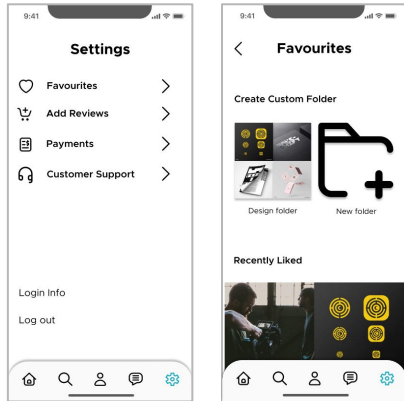 9:41
Settings
Favourites
Add Reviews
Payments
Customer Support
Login Info
Log out
9:41
Favourites
Create Custom Folder
Design folder
New folder
Recently Liked